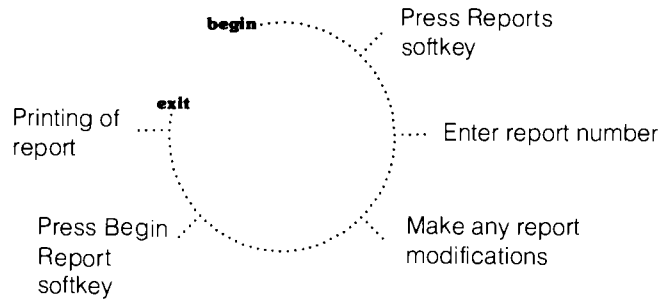 begin
Press Reports
softkey
Enter report number
Make any report
modifications
Press Begin
Report
softkey
Printing of
report
exit